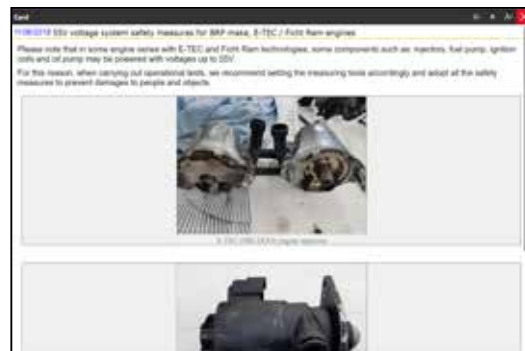 Card
55V voltage system safety measures for BRP make, E-TEC / Ficht Ram engines
Please note that in some engine series with E-TEC and Ficht Ram technologies, some components such as: injectors, fuel pump, ignition
coils and oil pump may be powered with voltages up to 55V.
For this reason, when carrying out operational tests, we recommend setting the measuring tools accordingly and adopt all the safety
measures to prevent damages to people and objects.